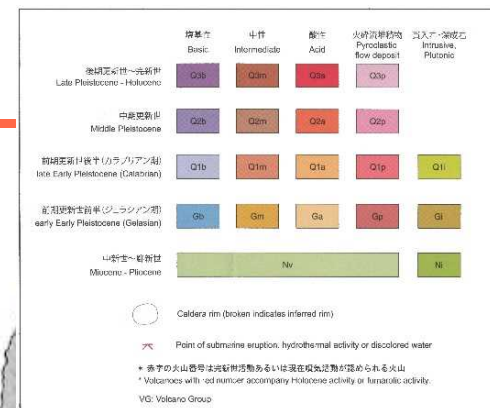 塩基性 中性 酸性 火砕流堆積物 貫入岩・深成岩
Basic Intermediate Acid Pyroclastic flow deposit Intrusive, Plutonic
後期更新世～完新世
Late Pleistocene - Holocene
Q3b Q3m Q3a Q3p
中期更新世
Middle Pleistocene
Q2b Q2m Q2a Q2p
前期更新世後半(カラブリアン期)
late Early Pleistocene (Calabrian)
Q1b Q1m Q1a Q1p Q1i
前期更新世前半(ジェラシアン期)
early Early Pleistocene (Gelasian)
Gb Gm Ga Gp Gi
中新世～鮮新世
Miocene - Pliocene
Nv Ni
Caldera rim (broken indicates inferred rim)
Point of submarine eruption, hydrothermal activity or discolored water
* 赤字の火山番号は完新世活動あるいは現在噴気活動が認められる火山
* Volcanoes with red number accompany Holocene activity or fumarolic activity.
VG: Volcano Group